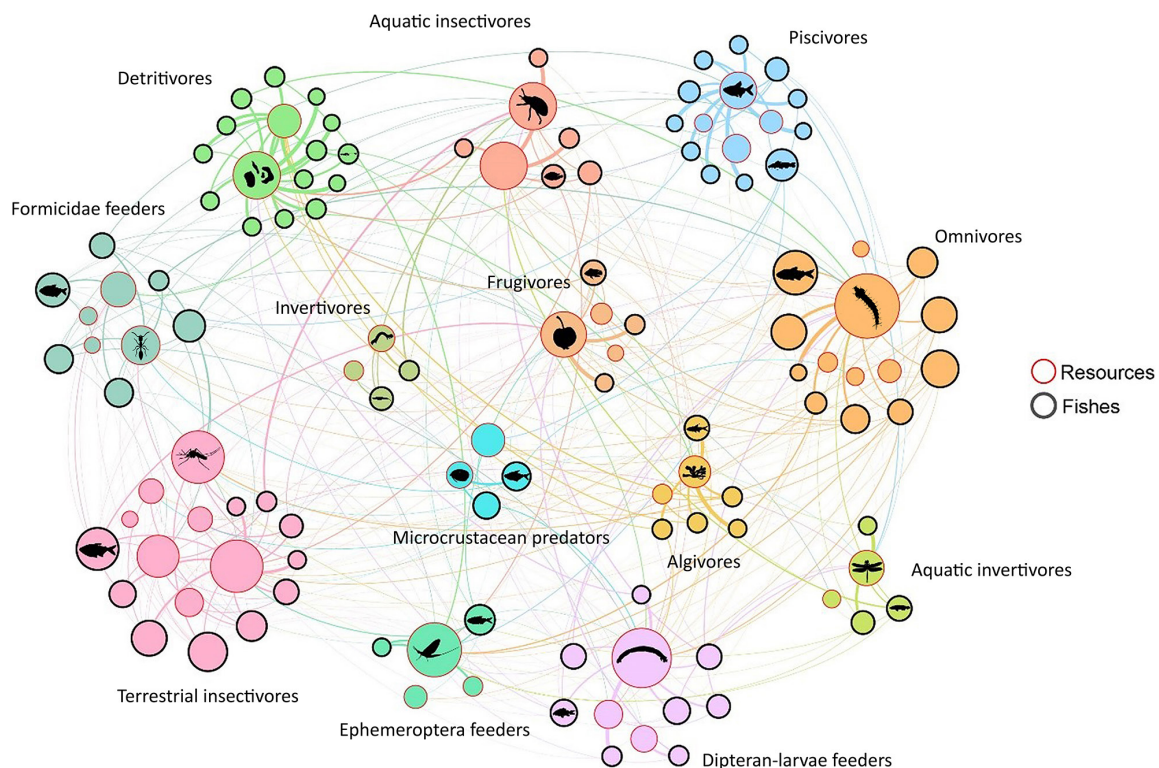 Aquatic insectivores
Piscivores
Detritivores
Formicidae feeders
Omnivores
Frugivores
Invertivores
Resources
Fishes
Microcrustacean predators
Algivores
Aquatic invertivores
Terrestrial insectivores
Ephemeroptera feeders
Dipteran-larvae feeders